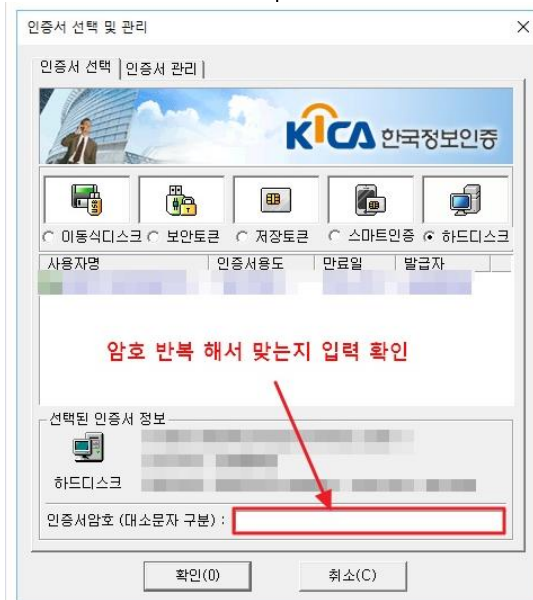 인증서 선택 및 관리
인증서 선택 인증서 관리
KICA 한국정보인증
이동식디스크 보안토큰 저장토큰 스마트인증 하드디스크
사용자명 인증서용도 만료일 발급자
암호 반복 해서 맞는지 입력 확인
선택된 인증서 정보
하드디스크
인증서암호 (대소문자 구분) :
확인(O) 취소(C)